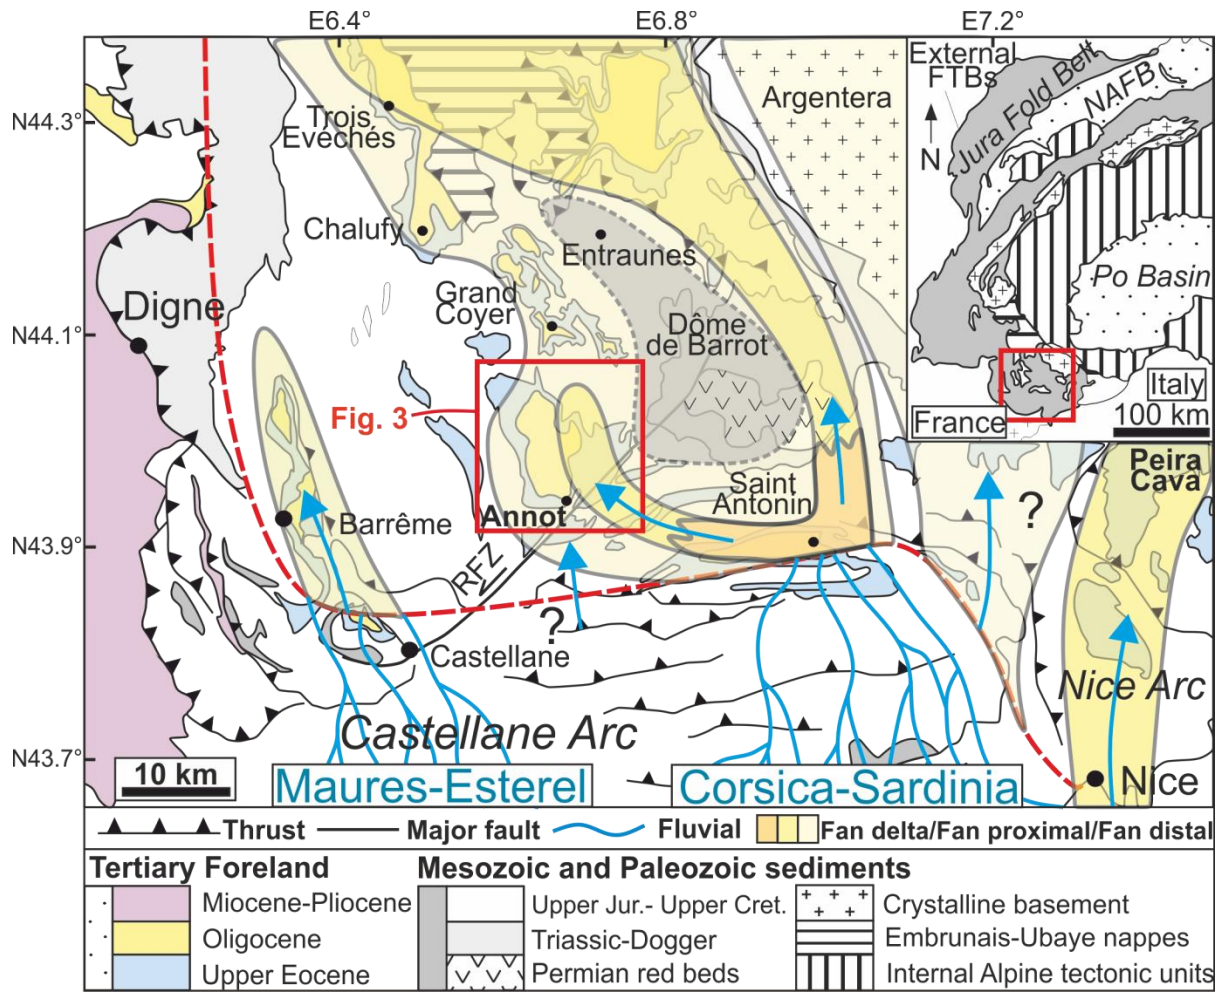 E6.4°
E6.8°
E7.2°
N44.3°
N44.1°
N43.9°
N43.7°
External
FTBs
Jura Fold Belt
NAFB
N
Po Basin
Italy
France
100 km
Argentera
Trois
Evêchés
Chalufy
Entraunes
Grand
Coyer
Dôme
de Barrot
Digne
Fig. 3
Saint
Antonin
Annot
Barrême
RFZ
?
?
Peira
Cava
Castellane
Nice Arc
Castellane Arc
10 km
Maures-Esterel
Corsica-Sardinia
Nice
Thrust
Major fault
Fluvial
Fan delta/Fan proximal/Fan distal
Tertiary Foreland
Miocene-Pliocene
Oligocene
Upper Eocene
Mesozoic and Paleozoic sediments
Upper Jur.- Upper Cret.
Triassic-Dogger
Permian red beds
Crystalline basement
Embrunais-Ubaye nappes
Internal Alpine tectonic units